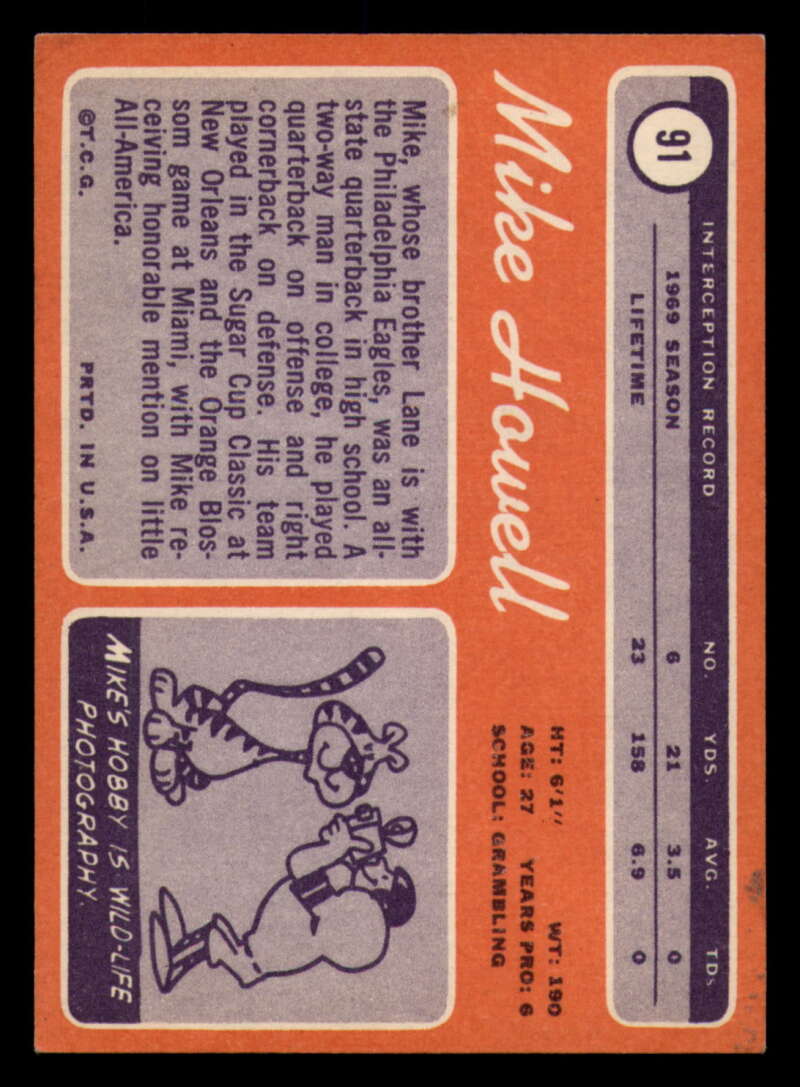 91
INTERCEPTION RECORD NO. YDS. AVG. TDs
1969 SEASON 6 21 3.5 0
LIFETIME 23 158 6.9 0
Mike Howell
HT: 6'1" WT: 190
AGE: 27 YEARS PRO: 6
SCHOOL: GRAMBLING
Mike, whose brother Lane is with
the Philadelphia Eagles, was an all-
state quarterback in high school. A
two-way man in college, he played
quarterback on offense and right
cornerback on defense. His team
played in the Sugar Cup Classic at
New Orleans and the Orange Blos-
som game at Miami, with Mike re-
ceiving honorable mention on little
All-America.
©T.C.G. PRTD. IN U.S.A.
MIKE'S HOBBY IS WILD-LIFE
PHOTOGRAPHY.